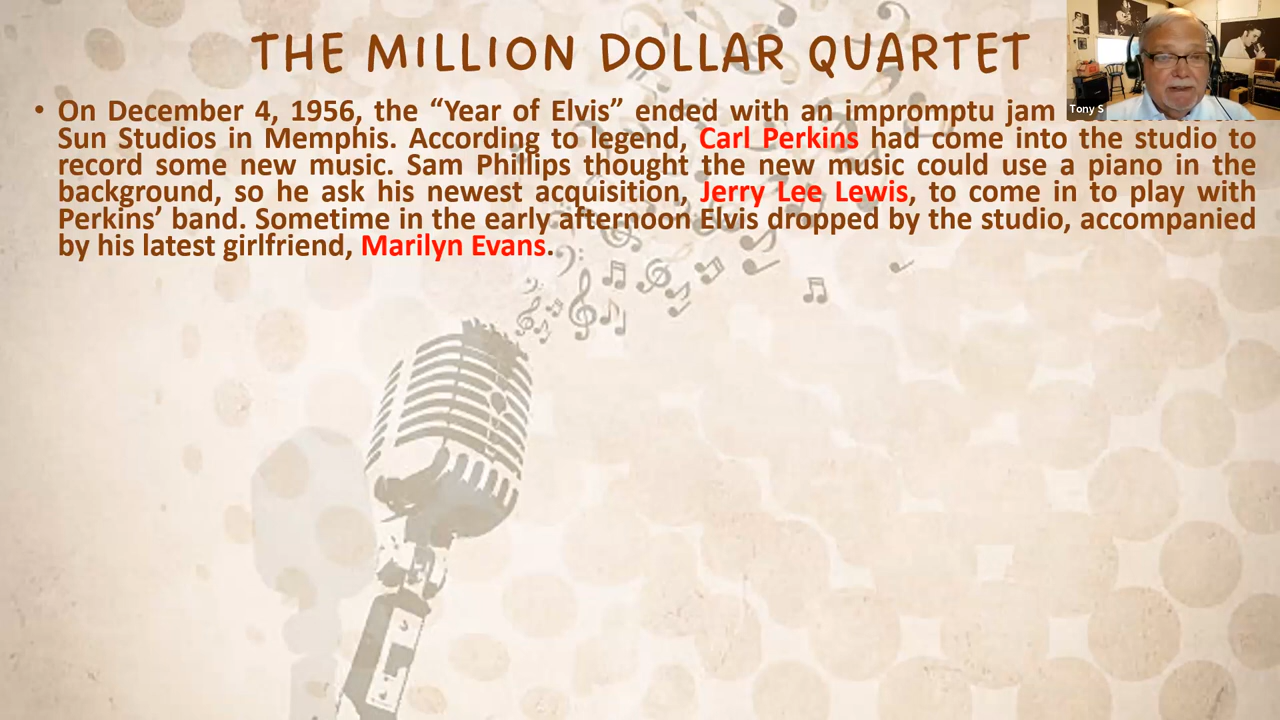 THE MILLION DOLLAR QUARTET
• On December 4, 1956, the “Year of Elvis” ended with an impromptu jam
Sun Studios in Memphis. According to legend, Carl Perkins had come into the studio to
record some new music. Sam Phillips thought the new music could use a piano in the
background, so he ask his newest acquisition, Jerry Lee Lewis, to come in to play with
Perkins’ band. Sometime in the early afternoon Elvis dropped by the studio, accompanied
by his latest girlfriend, Marilyn Evans.
Tony S